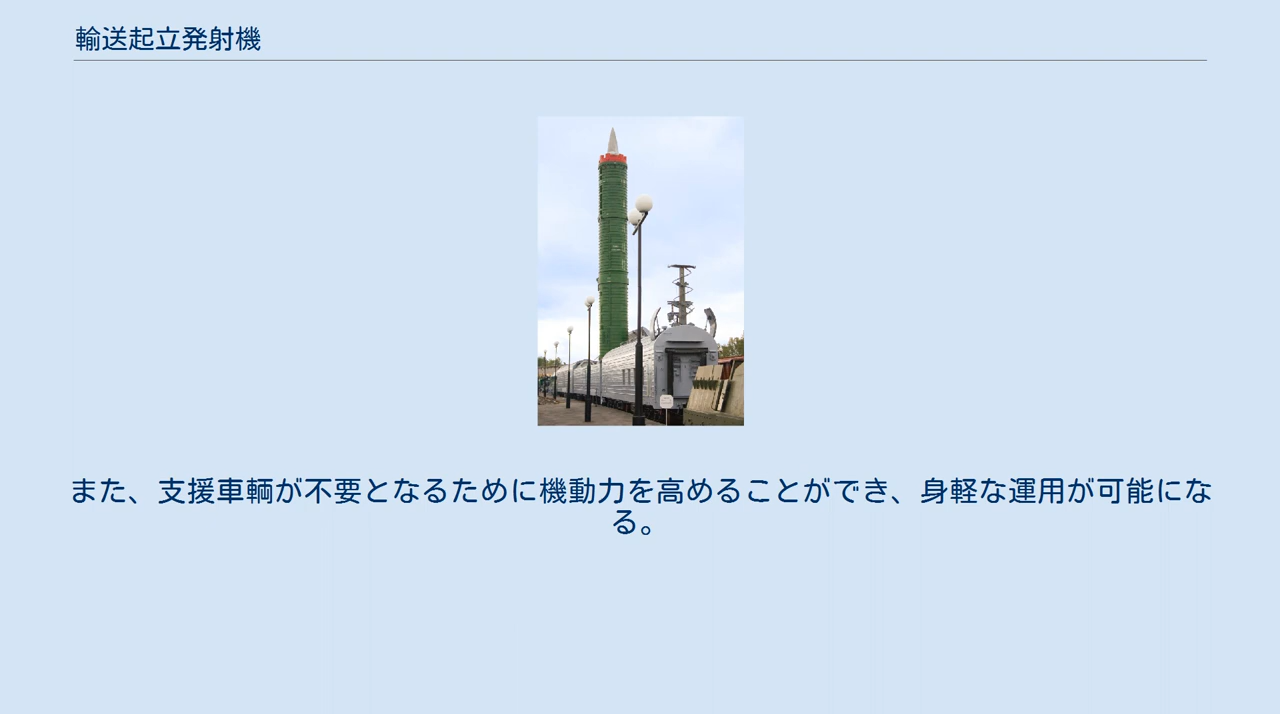 輸送起立発射機
また、支援車輌が不要となるために機動力を高めることができ、身軽な運用が可能にな
る。